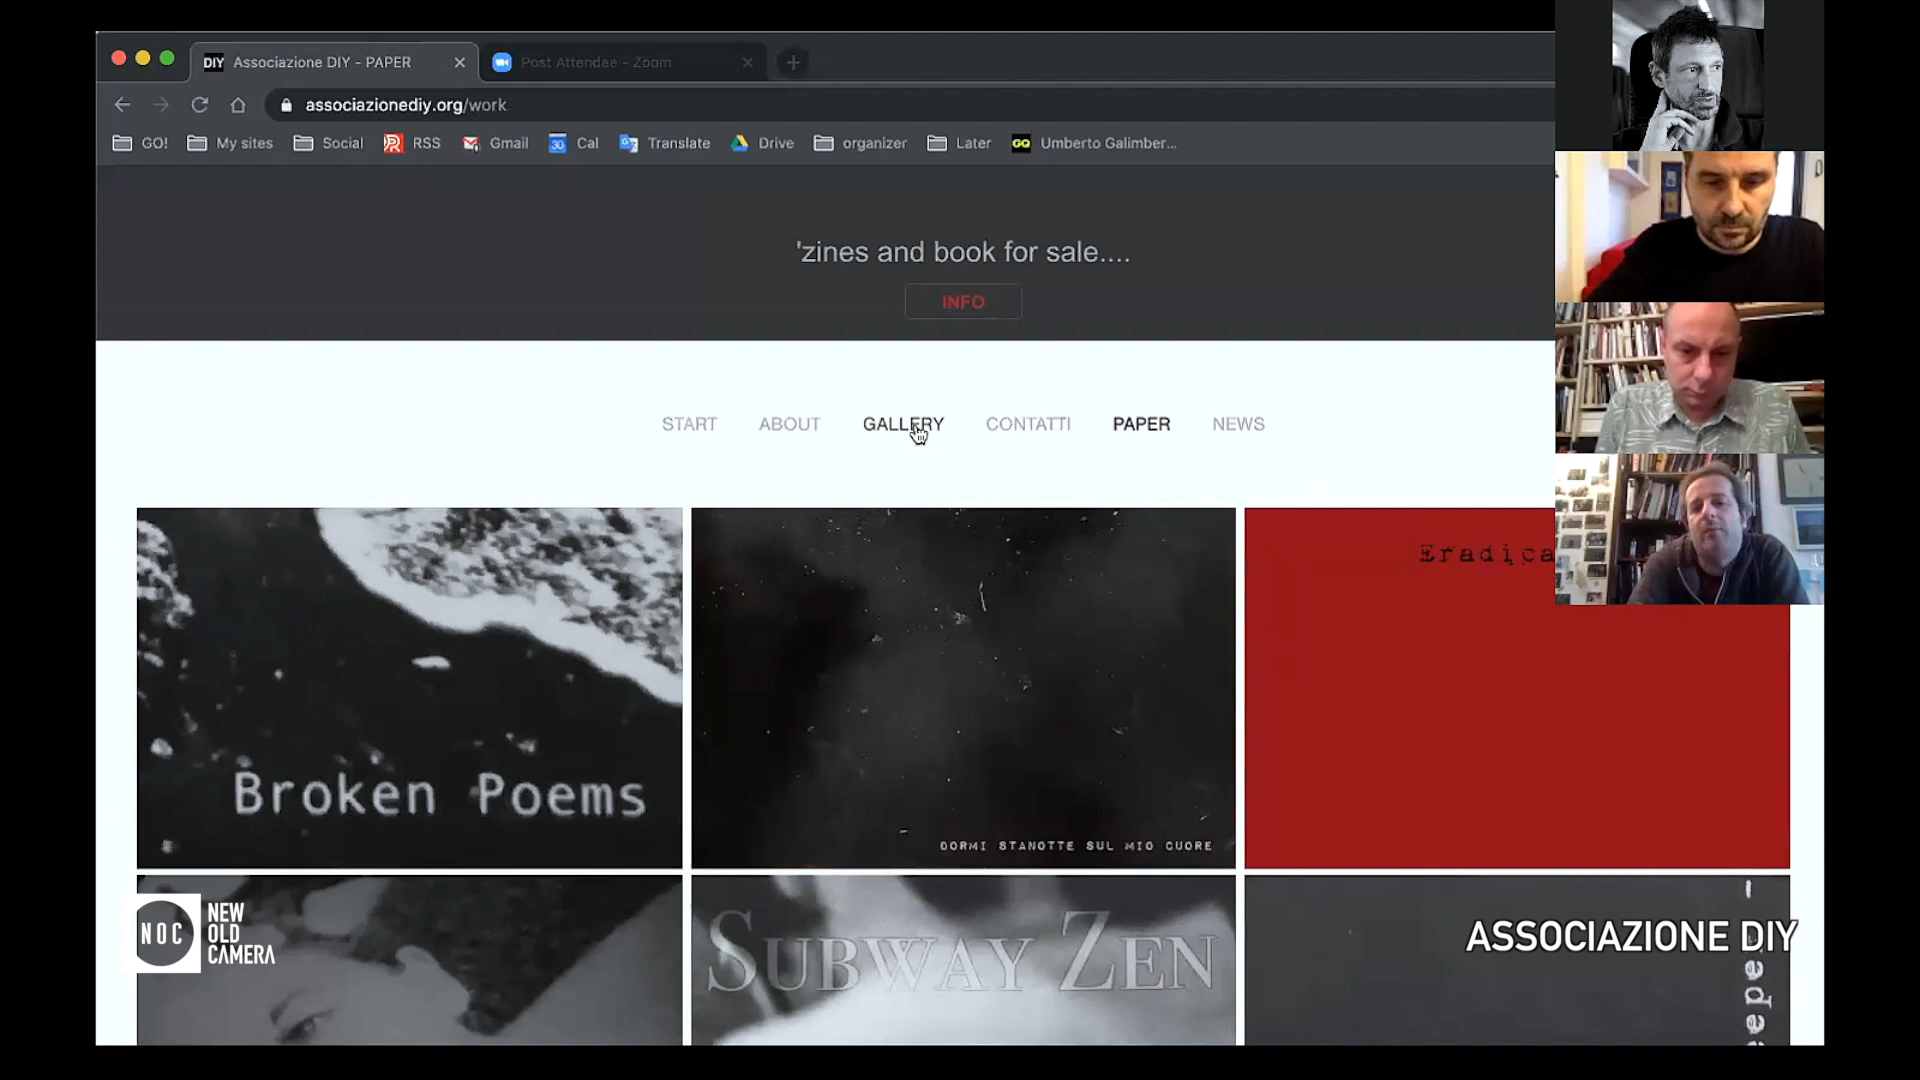 DIY Associazione DIY - PAPER
Post Attendee - Zoom
associazionediy.org/work
GO! My sites Social RSS Gmail 30 Cal Translate Drive organizer Later GQ Umberto Galimber...
'zines and book for sale....
INFO
START ABOUT GALLERY CONTATTI PAPER NEWS
Eradica
Broken Poems
DORMI STANOTTE SUL MIO CUORE
SUBWAY ZEN
NOC NEW
OLD
CAMERA
ASSOCIAZIONE DIY